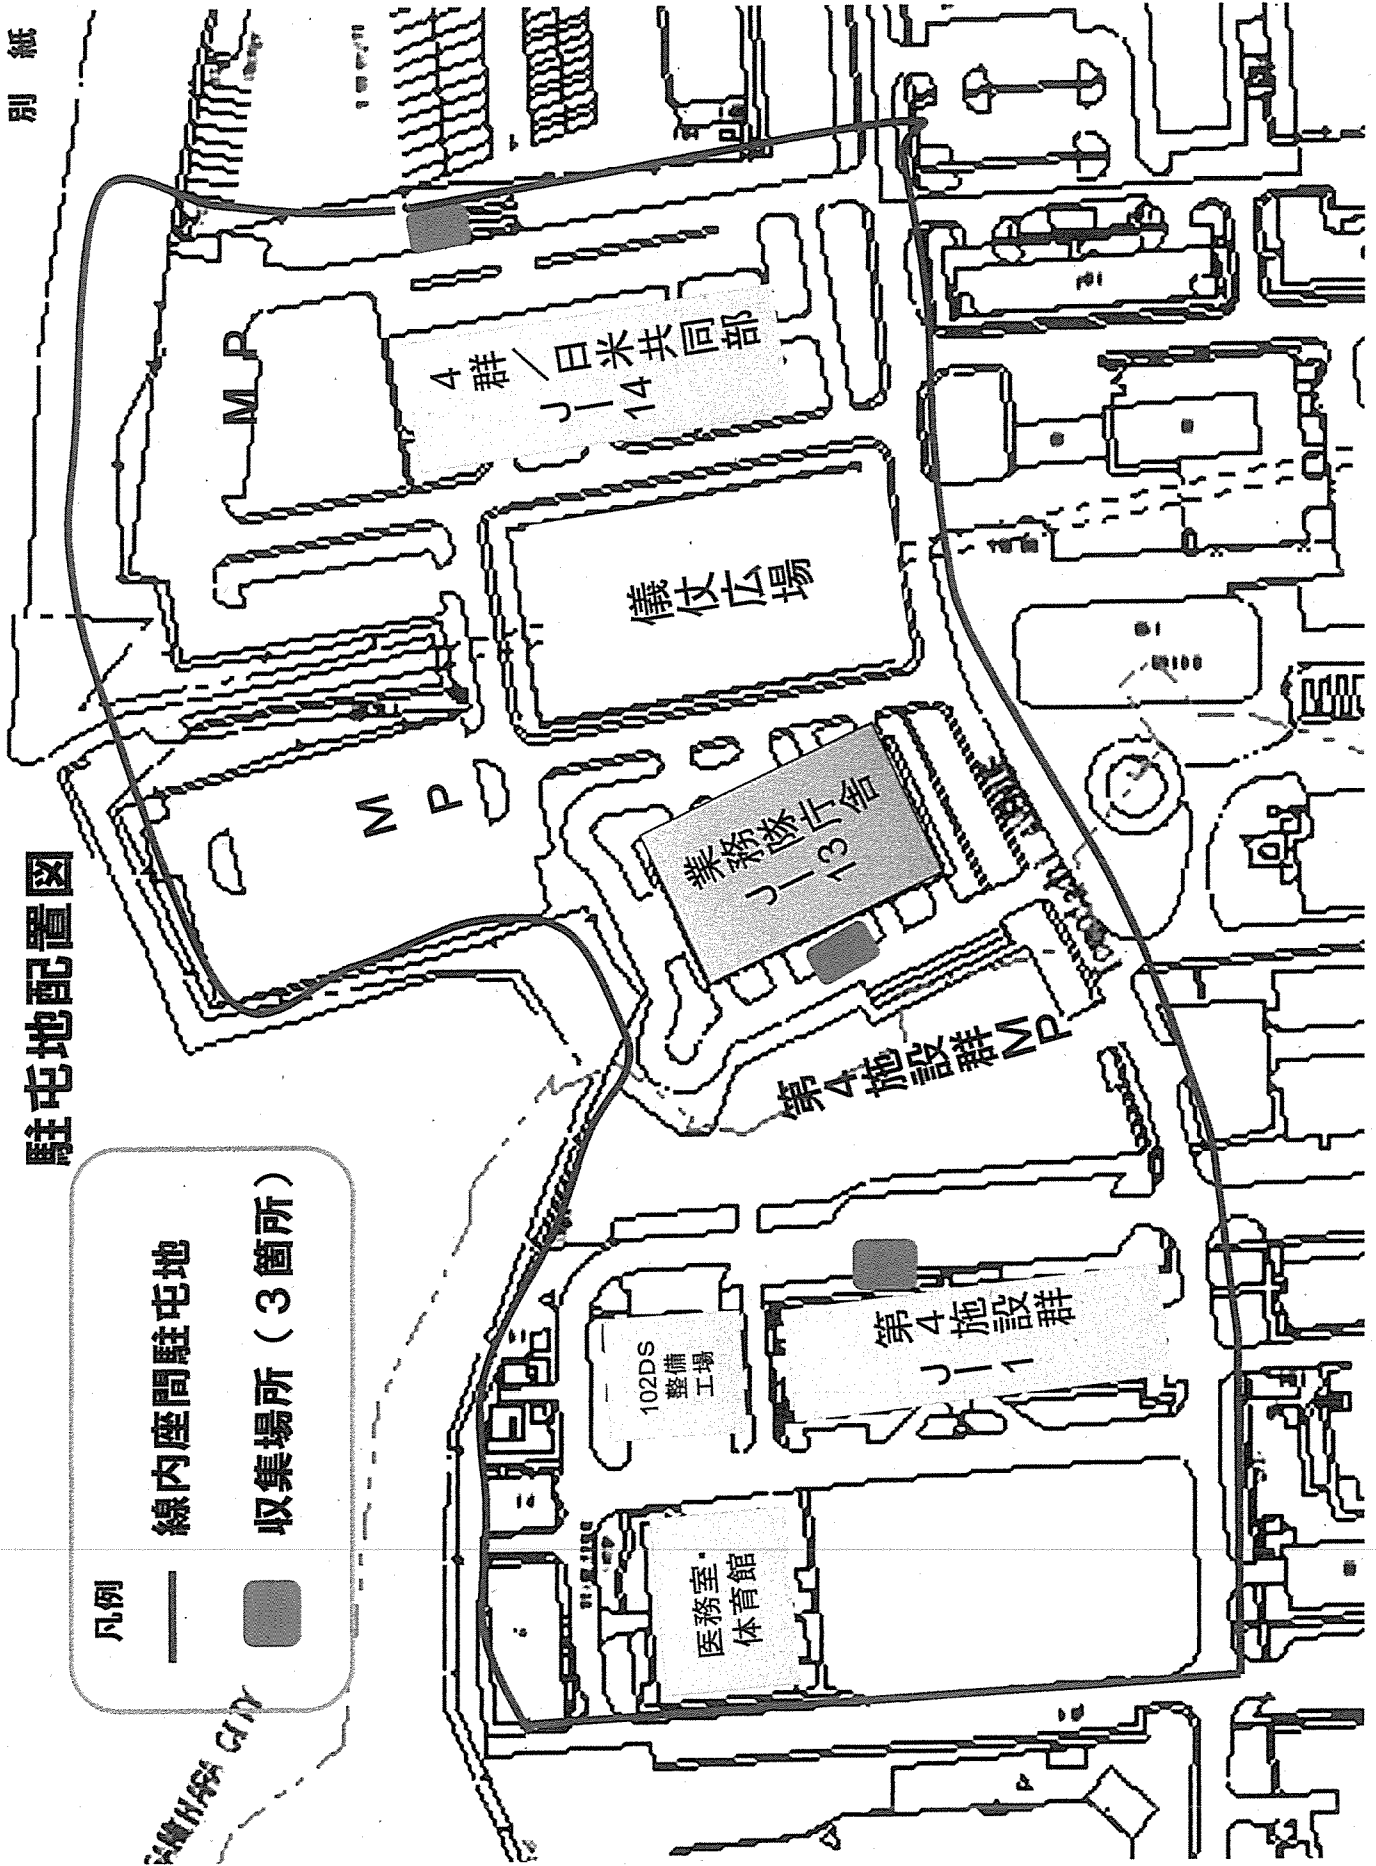 別紙
駐屯地配置図
凡例
線内座間駐屯地
収集場所（３箇所）
MP
4
群／日米共同部
J－14
儀仗広場
MP
業務隊庁舎
J－13
第4施設群MP
102DS
整備
工場
第4施設群
J－1
医務室・
体育館